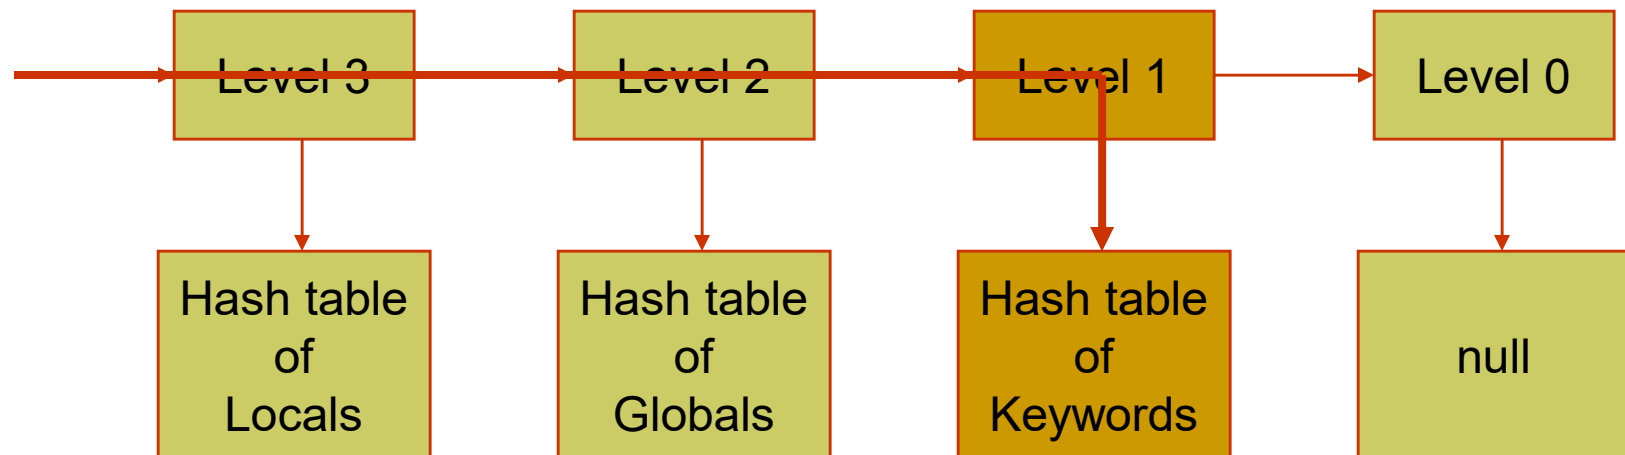 Level 3
Level 2
Level 1
Level 0
Hash table
of
Locals
Hash table
of
Globals
Hash table
of
Keywords
null